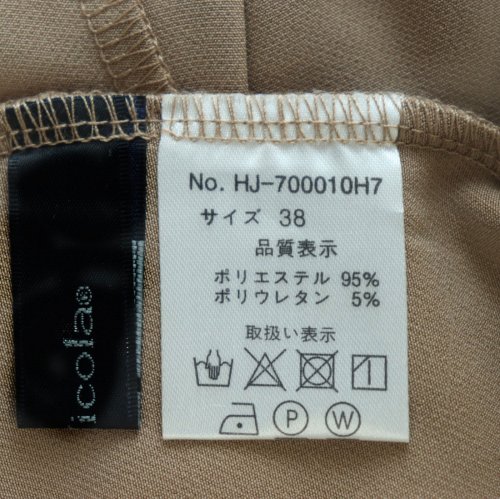 No. HJ-700010H7
サイズ 38
品質表示
ポリエステル 95%
ポリウレタン 5%
取扱い表示
P W
icola®